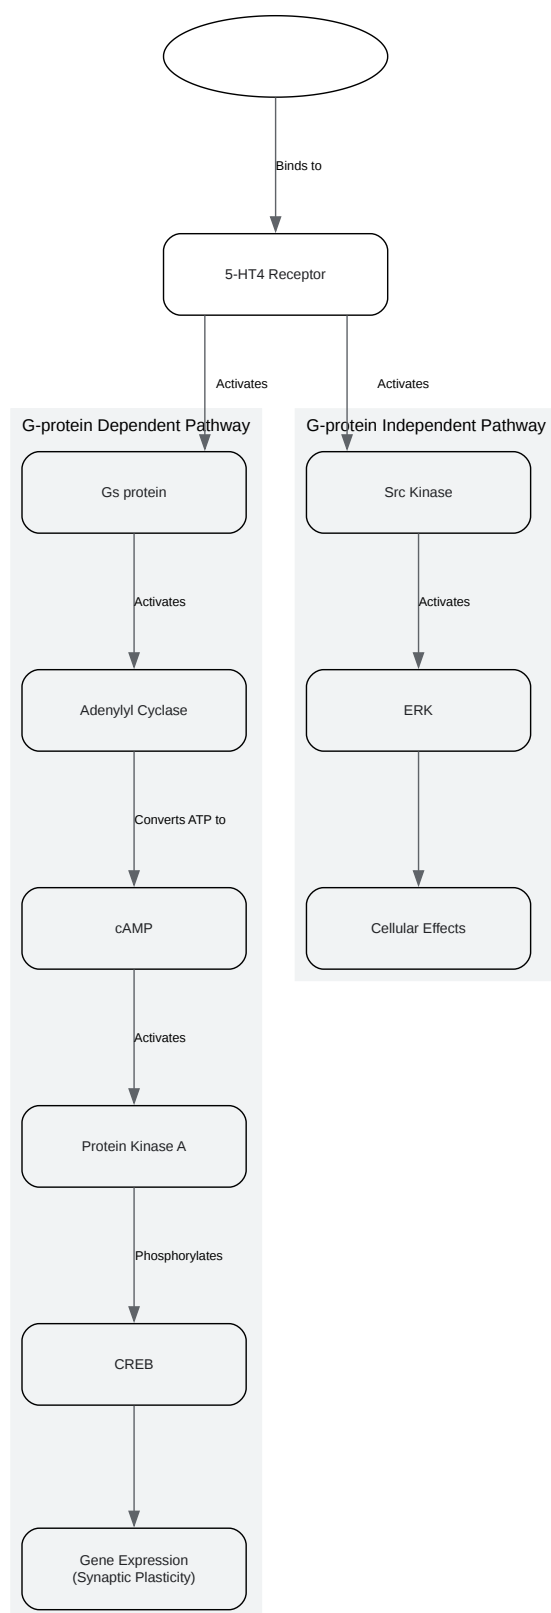 Binds to
5-HT4 Receptor
Activates
Activates
G-protein Dependent Pathway
Gs protein
Activates
Adenylyl Cyclase
Converts ATP to
cAMP
Activates
Protein Kinase A
Phosphorylates
CREB
Gene Expression
(Synaptic Plasticity)
G-protein Independent Pathway
Src Kinase
Activates
ERK
Cellular Effects